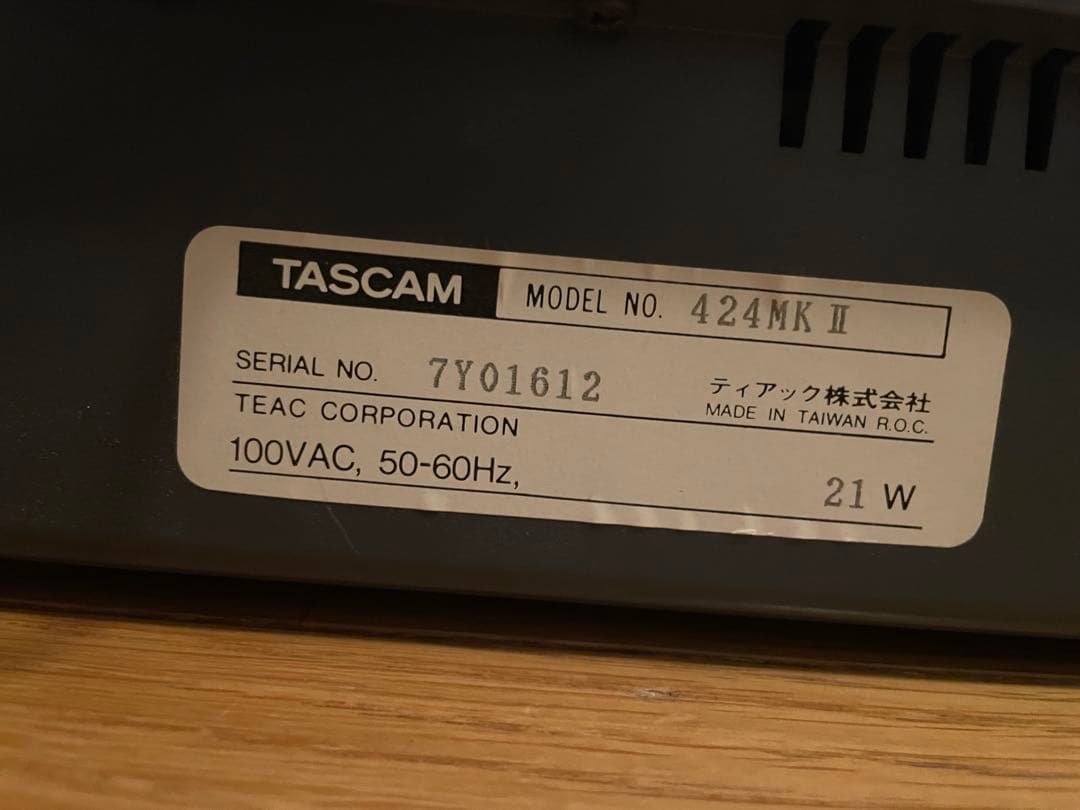 TASCAM MODEL NO. 424MK II
SERIAL NO. 7Y01612
ティアック株式会社
TEAC CORPORATION
MADE IN TAIWAN R.O.C.
100VAC, 50-60Hz, 21 W